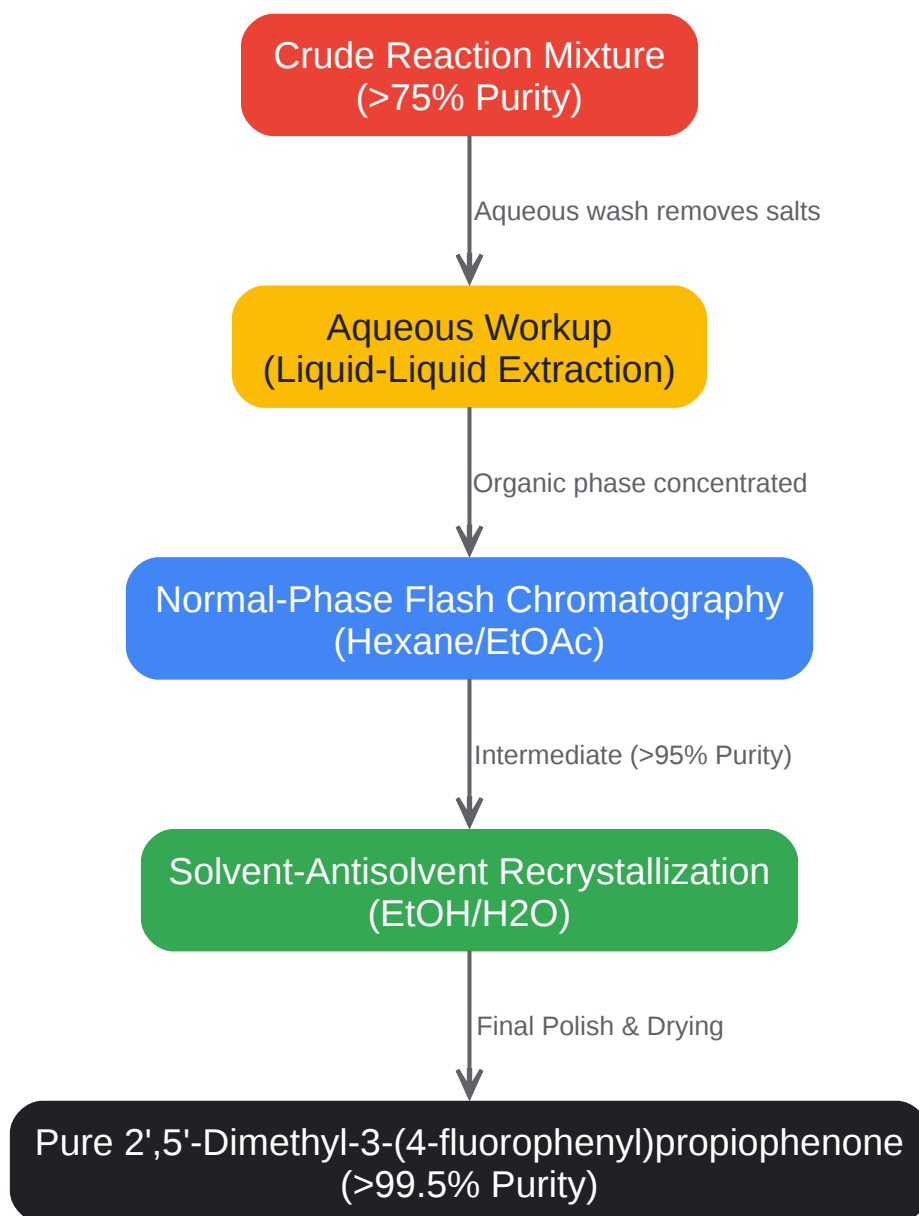 Crude Reaction Mixture
(>75% Purity)
Aqueous wash removes salts
Aqueous Workup
(Liquid-Liquid Extraction)
Organic phase concentrated
Normal-Phase Flash Chromatography
(Hexane/EtOAc)
Intermediate (>95% Purity)
Solvent-Antisolvent Recrystallization
(EtOH/H2O)
Final Polish & Drying
Pure 2',5'-Dimethyl-3-(4-fluorophenyl)propiophenone
(>99.5% Purity)